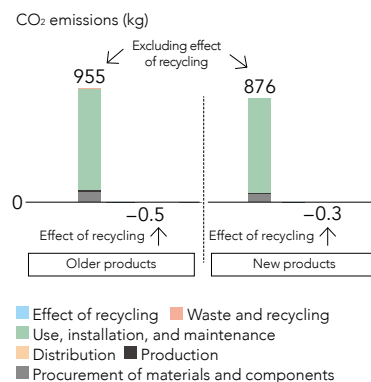 CO₂ emissions (kg)
Excluding effect
of recycling
955
876
0
−0.5
−0.3
Effect of recycling
Effect of recycling
Older products
New products
Effect of recycling
Waste and recycling
Use, installation, and maintenance
Distribution
Production
Procurement of materials and components